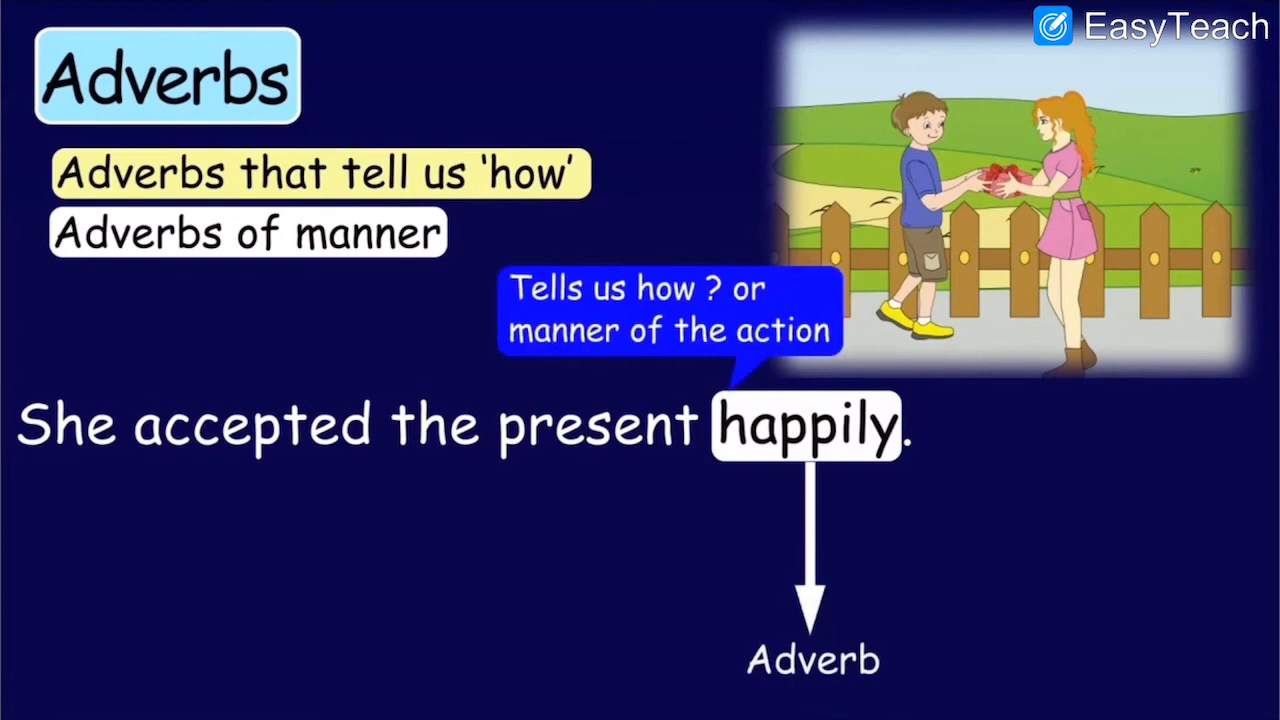 EasyTeach
Adverbs
Adverbs that tell us ‘how’
Adverbs of manner
Tells us how ? or
manner of the action
She accepted the present happily.
Adverb